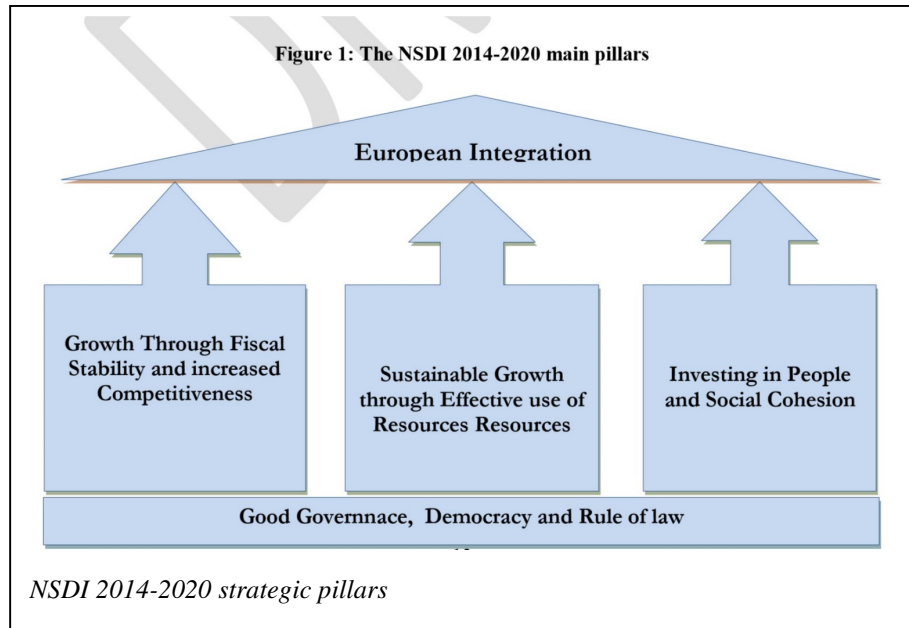 Figure 1: The NSDI 2014-2020 main pillars
European Integration
Growth Through Fiscal
Stability and increased
Competitiveness
Sustainable Growth
through Effective use of
Resources Resources
Investing in People
and Social Cohesion
Good Governnace, Democracy and Rule of law
NSDI 2014-2020 strategic pillars